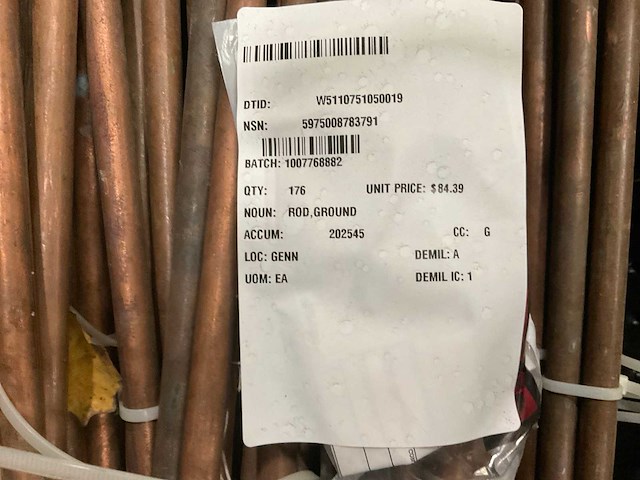 DTID: W5110751050019
NSN: 5975008783791
BATCH: 1007768882
QTY: 176 UNIT PRICE: $84.39
NOUN: ROD,GROUND
ACCUM: 202545 CC: G
LOC: GENN DEMIL: A
UOM: EA DEMIL IC: 1